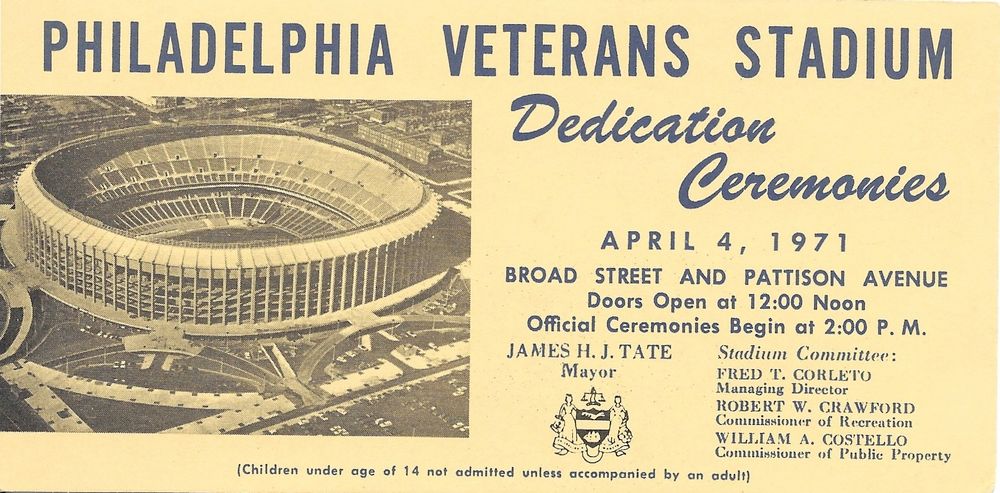 PHILADELPHIA VETERANS STADIUM
Dedication
Ceremonies
APRIL 4, 1971
BROAD STREET AND PATTISON AVENUE
Doors Open at 12:00 Noon
Official Ceremonies Begin at 2:00 P. M.
JAMES H. J. TATE
Mayor
Stadium Committee:
FRED T. CORLETO
Managing Director
ROBERT W. CRAWFORD
Commissioner of Recreation
WILLIAM A. COSTELLO
Commissioner of Public Property
(Children under age of 14 not admitted unless accompanied by an adult)